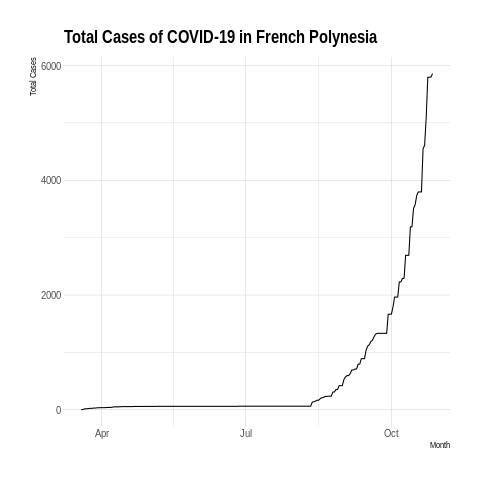 Total Cases of COVID-19 in French Polynesia
Total Cases
6000
4000
2000
0
Apr
Jul
Oct
Month